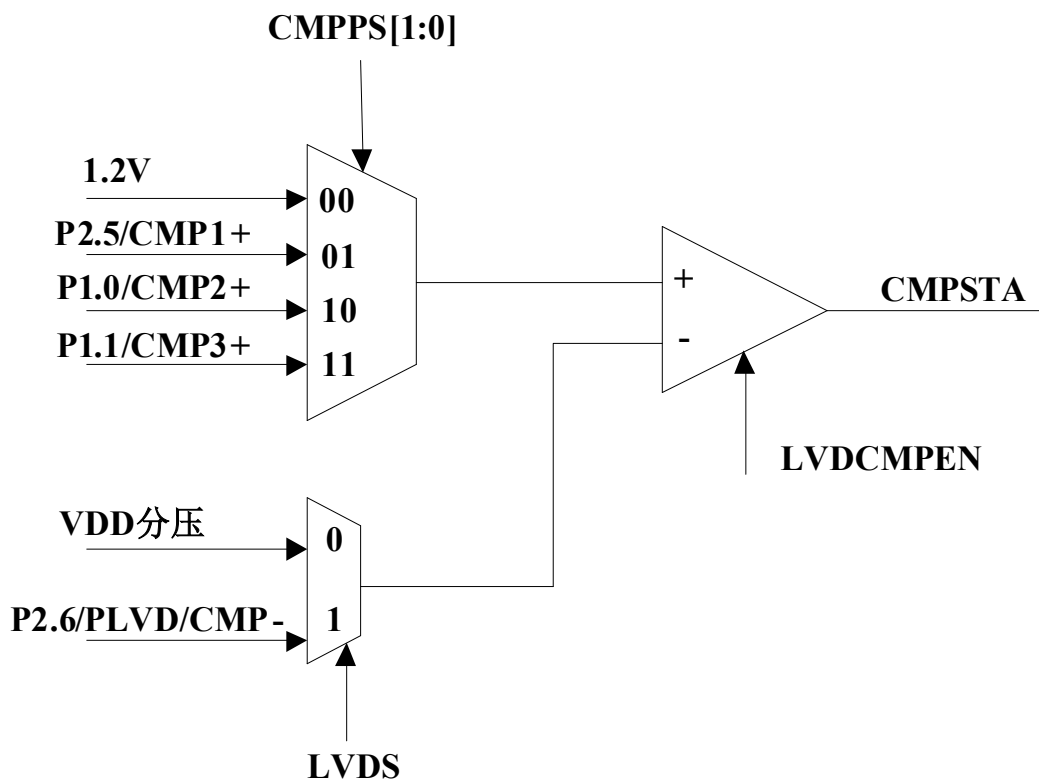 CMPPS[1:0]
1.2V
00
P2.5/CMP1+
01
P1.0/CMP2+
10
P1.1/CMP3+
11
+
-
CMPSTA
LVDCMPEN
VDD分压
0
P2.6/PLVD/CMP-
1
LVDS